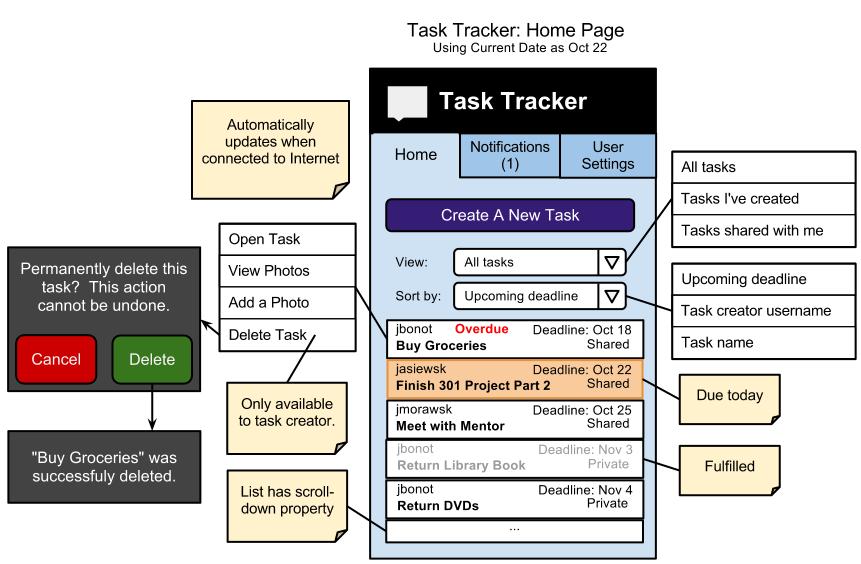 Task Tracker: Home Page
Using Current Date as Oct 22
Task Tracker
Home
Notifications
(1)
User
Settings
Create A New Task
View:
All tasks
Sort by:
Upcoming deadline
jbonot Overdue Deadline: Oct 18
Buy Groceries Shared
jasiewsk Deadline: Oct 22
Finish 301 Project Part 2 Shared
jmorawsk Deadline: Oct 25
Meet with Mentor Shared
jbonot Deadline: Nov 3
Return Library Book Private
jbonot Deadline: Nov 4
Return DVDs Private
...
Automatically
updates when
connected to Internet
Open Task
View Photos
Add a Photo
Delete Task
Permanently delete this
task? This action
cannot be undone.
Cancel
Delete
"Buy Groceries" was
successfuly deleted.
Only available
to task creator.
List has scroll-
down property
All tasks
Tasks I've created
Tasks shared with me
Upcoming deadline
Task creator username
Task name
Due today
Fulfilled